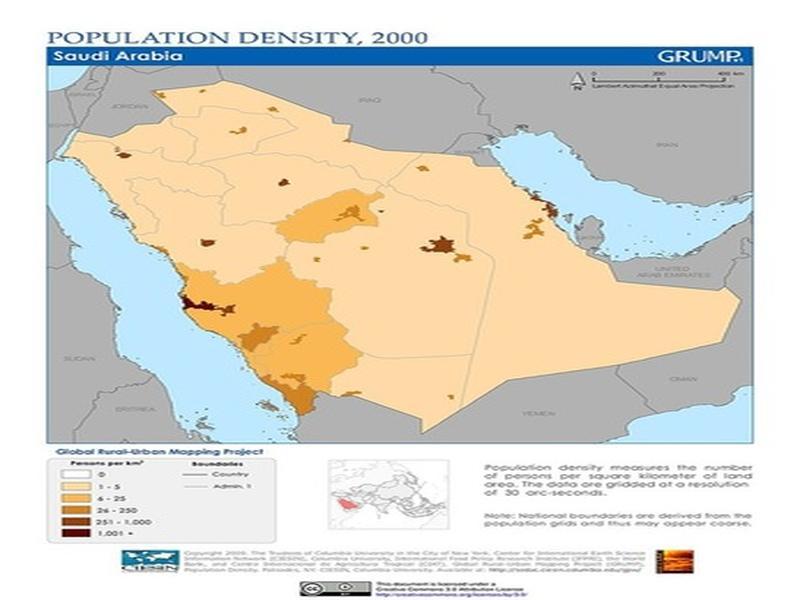 POPULATION DENSITY, 2000
Saudi Arabia
GRUMP v1
N
0 200 400 km
Lambert Azimuthal Equal Area Projection
ISRAEL
JORDAN
IRAQ
EGYPT
IRAN
UNITED
ARAB EMIRATES
SUDAN
OMAN
ERITREA
YEMEN
Global Rural-Urban Mapping Project
Persons per km²
0
1 - 5
6 - 25
26 - 250
251 - 1,000
1,001 +
Boundaries
Country
Admin. 1
Population density measures the number
of persons per square kilometer of land
area. The data are gridded at a resolution
of 30 arc-seconds.
Note: National boundaries are derived from the
population grids and thus may appear coarse.
CIESIN
Copyright 2009. The Trustees of Columbia University in the City of New York. Center for International Earth Science
Information Network (CIESIN), Columbia University, International Food Policy Research Institute (IFPRI), the World
Bank, and Centro Internacional de Agricultura Tropical (CIAT). Global Rural-Urban Mapping Project (GRUMP),
Population Density. Palisades, NY: CIESIN, Columbia University. Available at: http://sedac.ciesin.columbia.edu/gpw/
cc
BY
This document is licensed under a
Creative Commons 3.0 Attribution License
http://creativecommons.org/licenses/by/3.0/